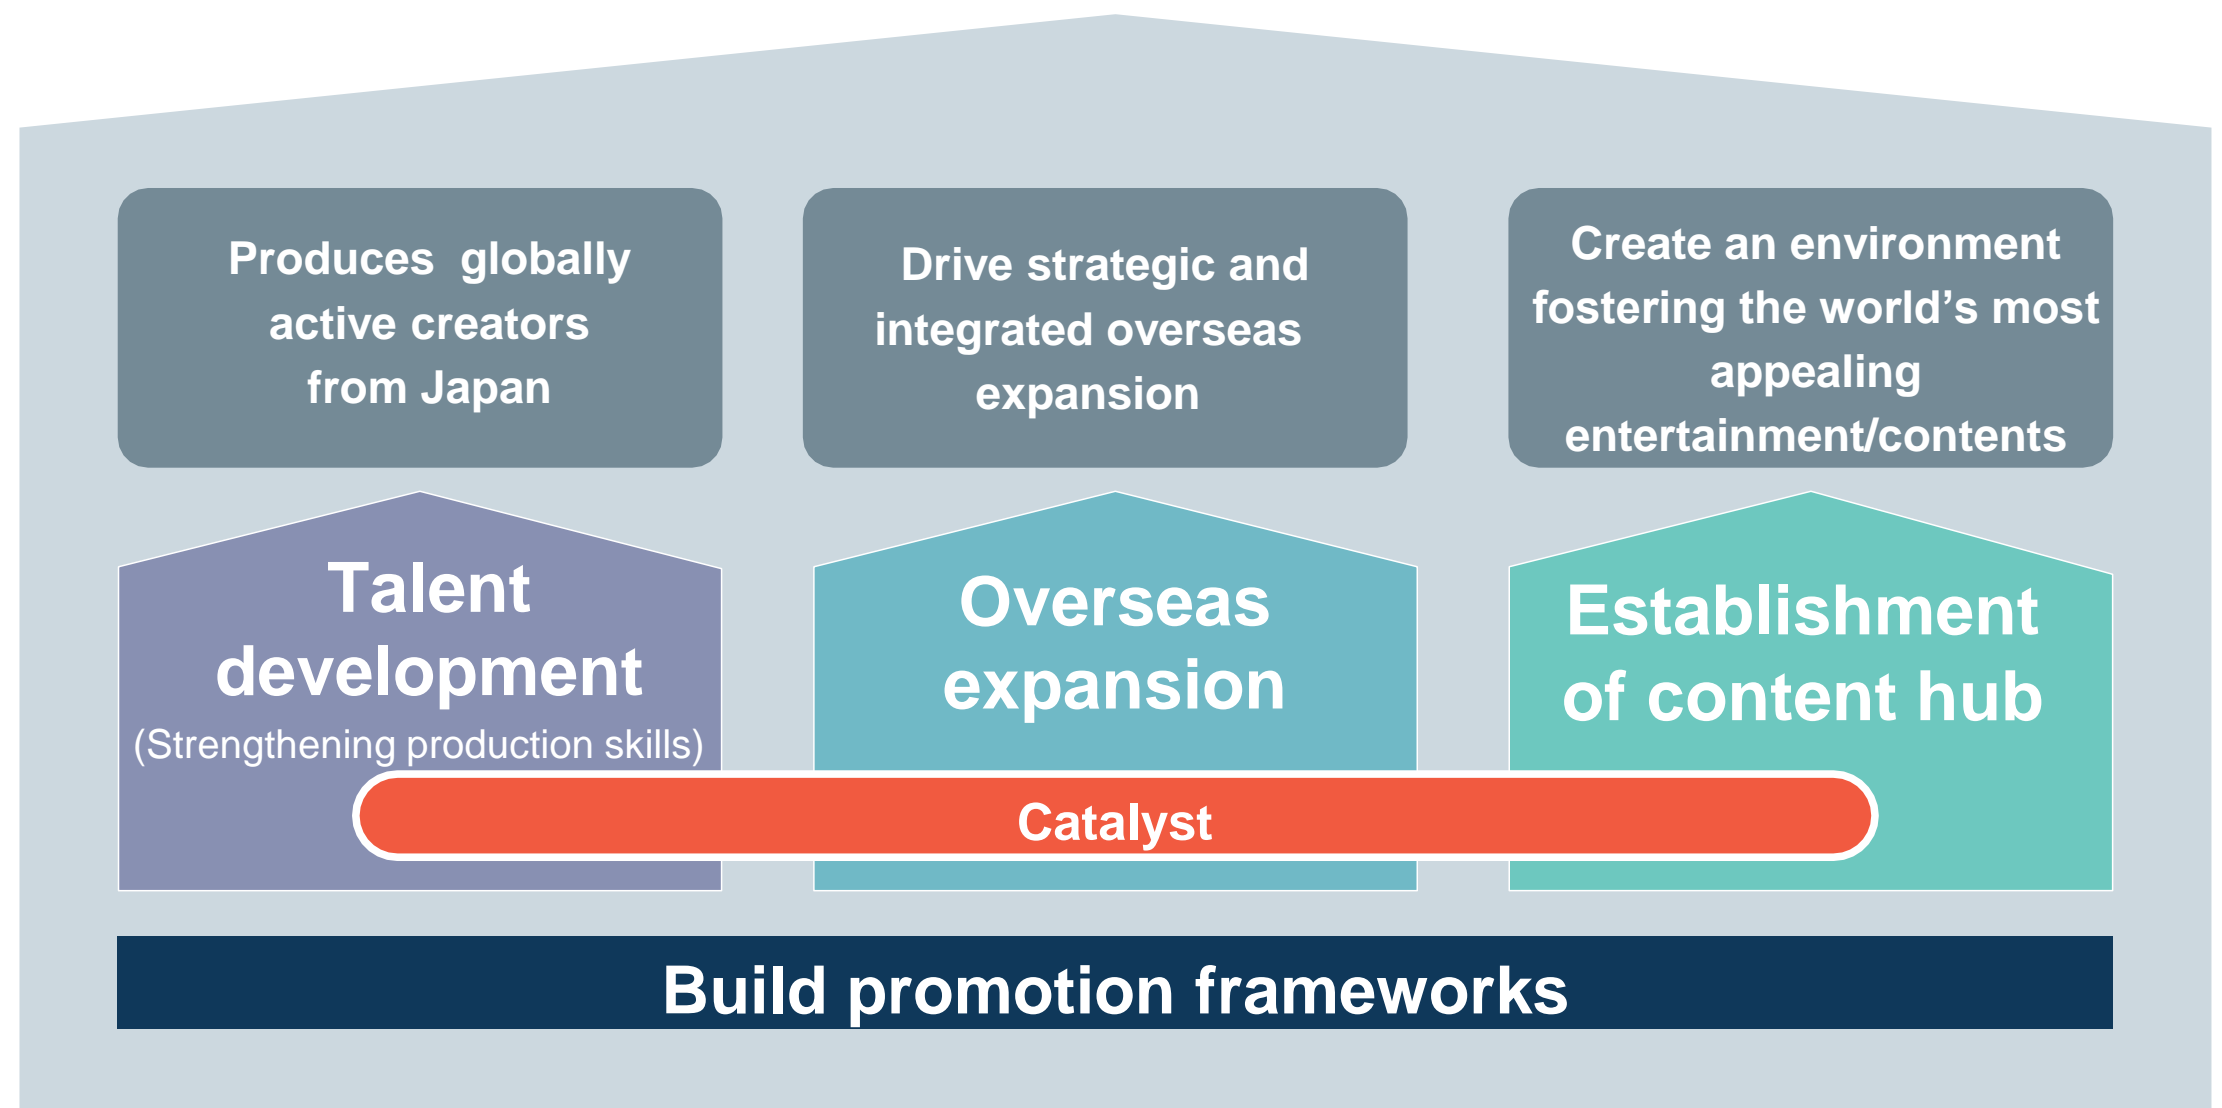 Produces  globally
active creators
from Japan
Drive strategic and
integrated overseas
expansion
Create an environment
fostering the world’s most
appealing
entertainment/contents
Talent
development
(Strengthening production skills)
Overseas
expansion
Establishment
of content hub
Catalyst
Build promotion frameworks